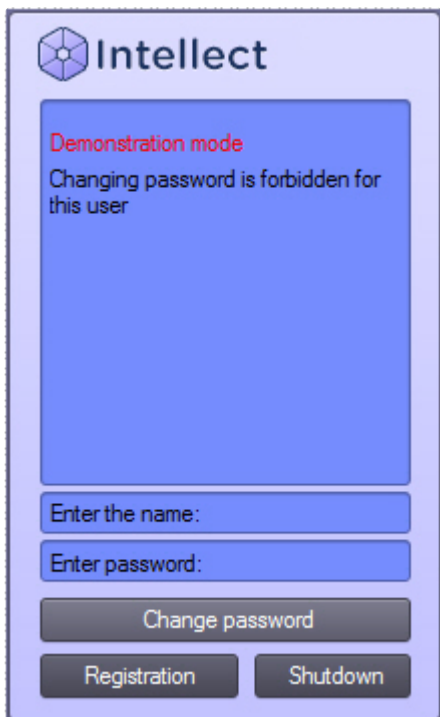 Intellect
Demonstration mode
Changing password is forbidden for
this user
Enter the name:
Enter password:
Change password
Registration
Shutdown